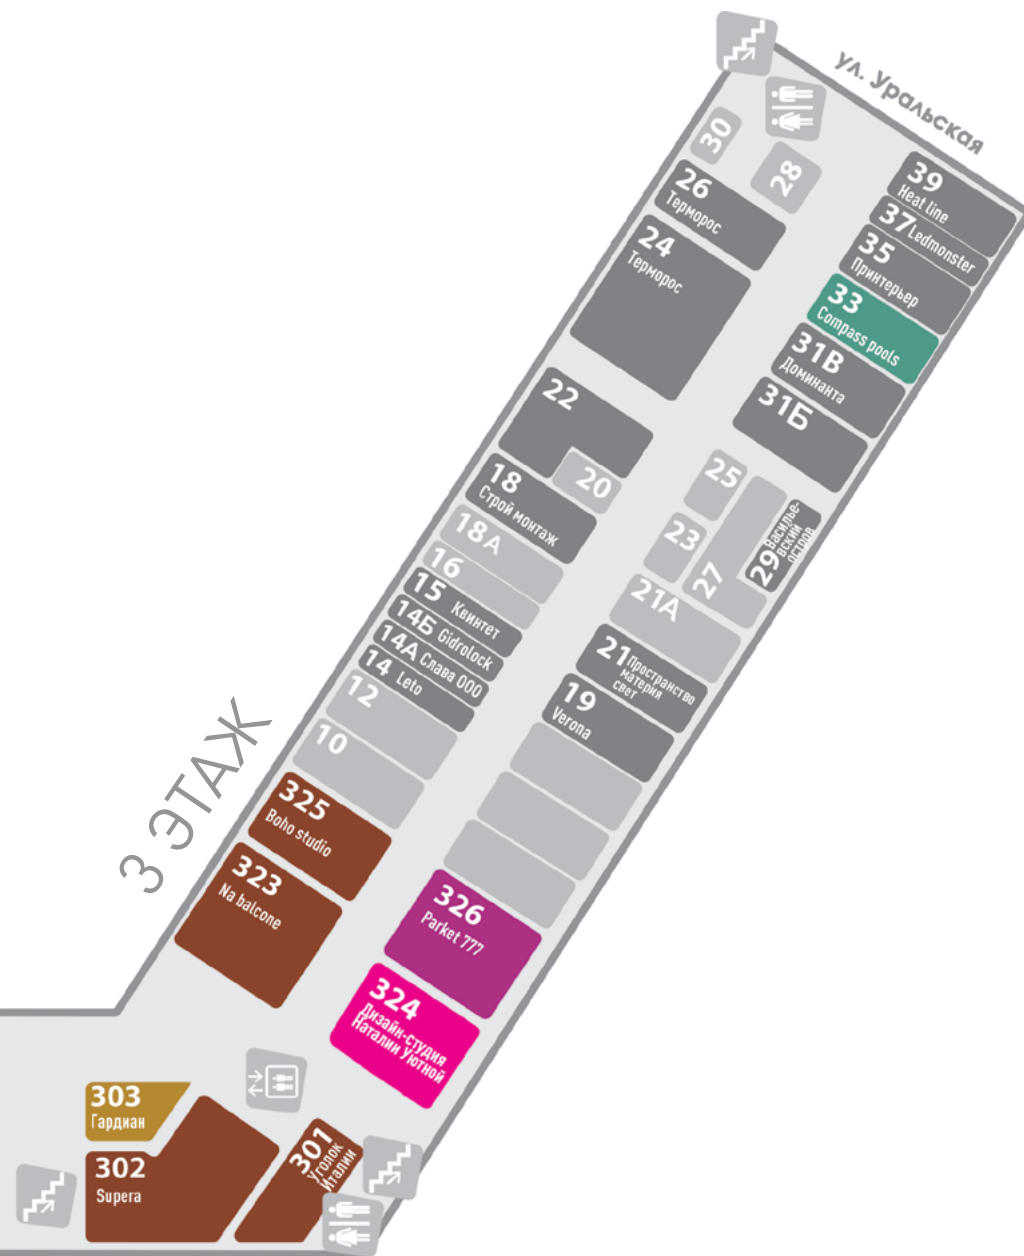 ул. Уральская
30
28
39
Heat line
26
Терморос
37 Ledmonster
35
Принтерьер
24
Терморос
33
Compass pools
31В
Доминанта
31Б
22
20
25
18
Строй монтаж
29 Василье-
вский
остров
23
18А
27
16
21А
15 Квинтет
14Б Gidrolock
14А Слава ООО
14 Leto
21 Пространство
материя
свет
12
19
Verona
10
3 ЭТАЖ
325
Boho studio
323
Na balcone
326
Parket 777
324
Дизайн-студия
Наталии Уютной
303
Гардиан
302
Supera
301
Уголок
Италии